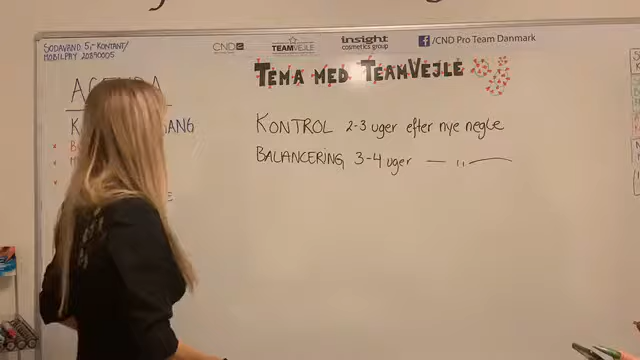 SODAVAND 5,- KONTANT/
MOBILPAY 20890005
CND
TEAMVEJLE
insight
cosmetics group
/CND Pro Team Danmark
TEMA MED TEAMVEJLE
AGENDA
KONTROL 2-3 uger efter nye negle
BALANCERING 3-4 uger — ,, —